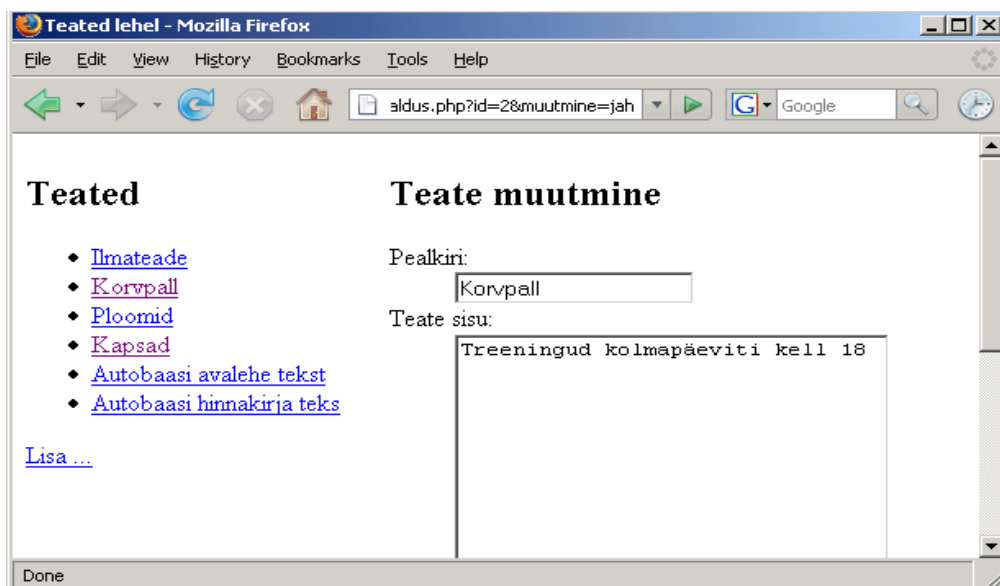 Teated lehel - Mozilla Firefox
File Edit View History Bookmarks Tools Help
aldus.php?id=2&muutmine=jah
G Google
Teated
Ilmateade
Korvpall
Ploomid
Kapsad
Autobaasi avalehe tekst
Autobaasi hinnakirja teks
Lisa ...
Teate muutmine
Pealkiri:
Korvpall
Teate sisu:
Treeningud kolmapäeviti kell 18
Done